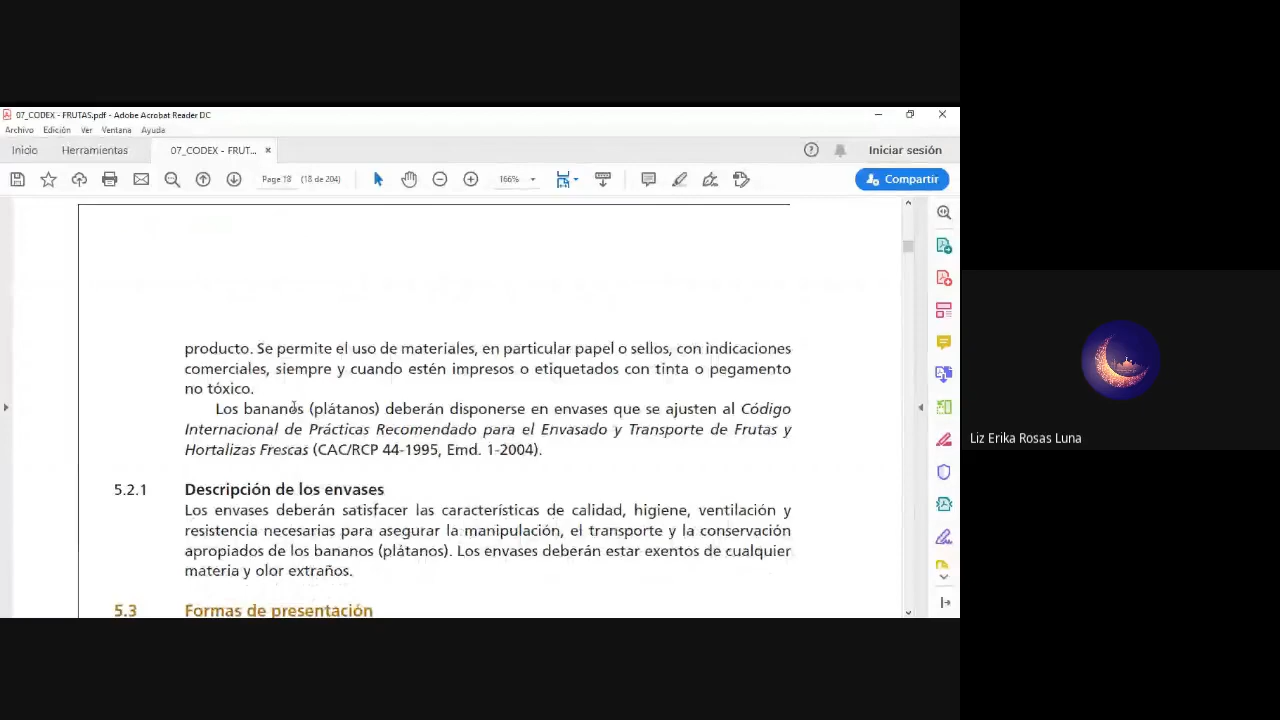 07_CODEX - FRUTAS.pdf - Adobe Acrobat Reader DC
Archivo Edición Ver Ventana Ayuda
Inicio Herramientas 07_CODEX - FRUT... × Iniciar sesión
Page 18 (18 de 204) 166% Compartir
producto. Se permite el uso de materiales, en particular papel o sellos, con indicaciones
comerciales, siempre y cuando estén impresos o etiquetados con tinta o pegamento
no tóxico.
Los bananos (plátanos) deberán disponerse en envases que se ajusten al Código
Internacional de Prácticas Recomendado para el Envasado y Transporte de Frutas y
Hortalizas Frescas (CAC/RCP 44-1995, Emd. 1-2004).
5.2.1 Descripción de los envases
Los envases deberán satisfacer las características de calidad, higiene, ventilación y
resistencia necesarias para asegurar la manipulación, el transporte y la conservación
apropiados de los bananos (plátanos). Los envases deberán estar exentos de cualquier
materia y olor extraños.
5.3 Formas de presentación
Liz Erika Rosas Luna